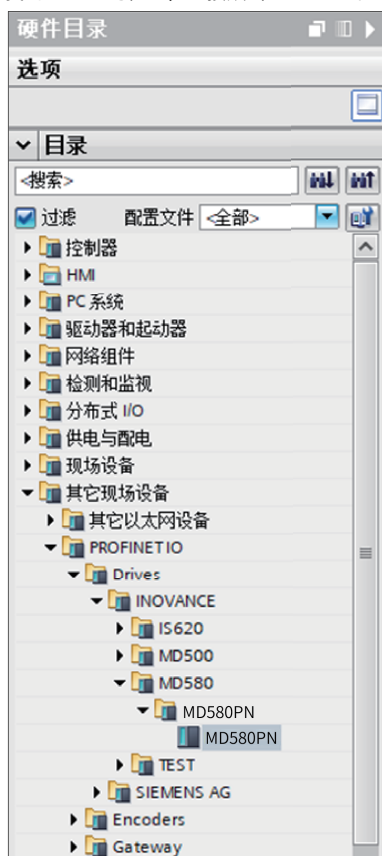 硬件目录
选项
目录
<搜索>
过滤 配置文件 <全部>
控制器
HMI
PC 系统
驱动器和起动器
网络组件
检测和监视
分布式 I/O
供电与配电
现场设备
其它现场设备
其它以太网设备
PROFINET IO
Drives
INOVANCE
IS620
MD500
MD580
MD580PN
MD580PN
TEST
SIEMENS AG
Encoders
Gateway